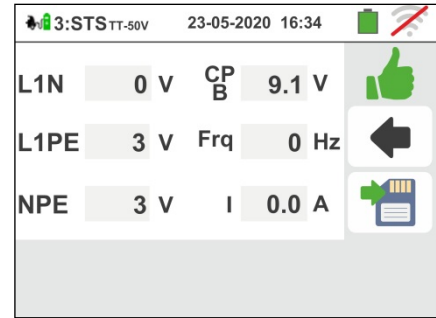 3:STS TT-50V 23-05-2020 16:34
L1N 0 V CP B 9.1 V
L1PE 3 V Frq 0 Hz
NPE 3 V I 0.0 A